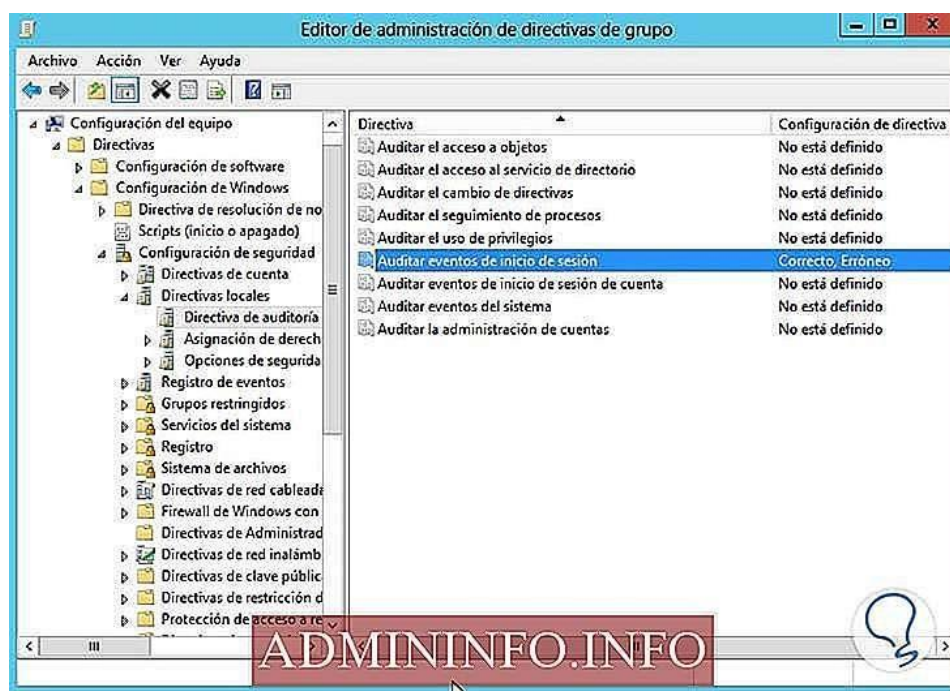 Editor de administración de directivas de grupo
Archivo Acción Ver Ayuda
Configuración del equipo
Directivas
Configuración de software
Configuración de Windows
Directiva de resolución de no
Scripts (inicio o apagado)
Configuración de seguridad
Directivas de cuenta
Directivas locales
Directiva de auditoría
Asignación de derech
Opciones de segurida
Registro de eventos
Grupos restringidos
Servicios del sistema
Registro
Sistema de archivos
Directivas de red cableada
Firewall de Windows con
Directivas de Administrad
Directivas de red inalámb
Directivas de clave públic
Directivas de restricción d
Protección de acceso a re
Directiva Configuración de directiva
Auditar el acceso a objetos No está definido
Auditar el acceso al servicio de directorio No está definido
Auditar el cambio de directivas No está definido
Auditar el seguimiento de procesos No está definido
Auditar el uso de privilegios No está definido
Auditar eventos de inicio de sesión Correcto, Erróneo
Auditar eventos de inicio de sesión de cuenta No está definido
Auditar eventos del sistema No está definido
Auditar la administración de cuentas No está definido
ADMININFO.INFO